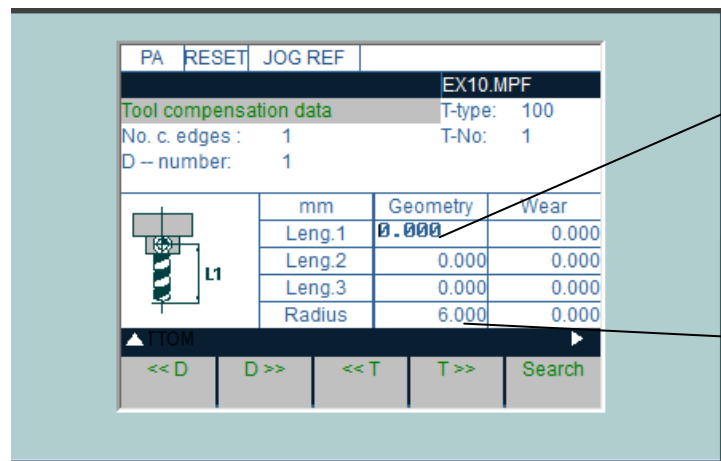 PA RESET JOG REF
EX10.MPF
Tool compensation data T-type: 100
No. c. edges : 1 T-No: 1
D -- number: 1
mm Geometry Wear
Leng.1 0.000 0.000
Leng.2 0.000 0.000
L1
Leng.3 0.000 0.000
Radius 6.000 0.000
TTOM
<< D D >> << T T >> Search